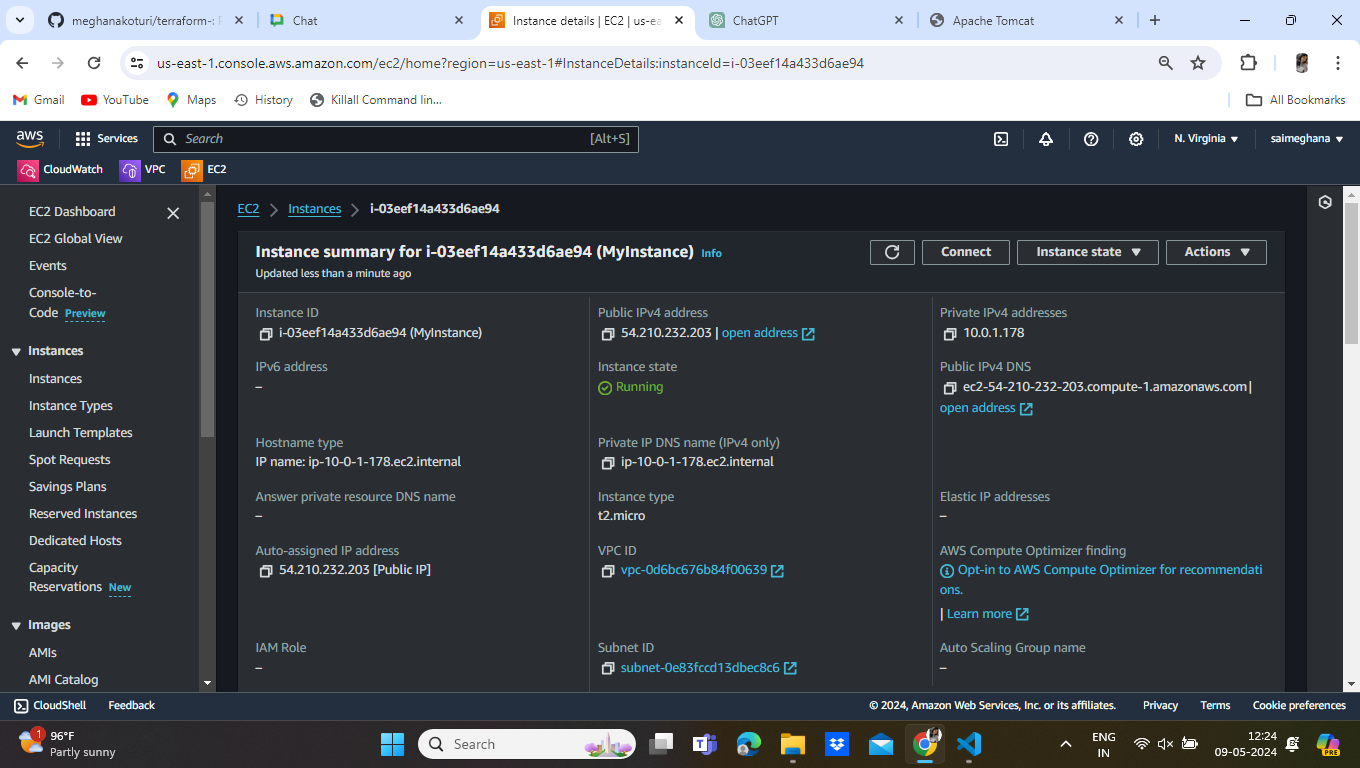 meghanakoturi/terraform-:
Chat
Instance details | EC2 | us-ea
ChatGPT
Apache Tomcat
us-east-1.console.aws.amazon.com/ec2/home?region=us-east-1#InstanceDetails:instanceId=i-03eef14a433d6ae94
Gmail
YouTube
Maps
History
Killall Command lin...
All Bookmarks
aws
Services
Search
[Alt+S]
N. Virginia
saimeghana
CloudWatch
VPC
EC2
EC2 Dashboard
EC2 Global View
Events
Console-to-
Code Preview
Instances
Instances
Instance Types
Launch Templates
Spot Requests
Savings Plans
Reserved Instances
Dedicated Hosts
Capacity
Reservations New
Images
AMIs
AMI Catalog
EC2
Instances
i-03eef14a433d6ae94
Instance summary for i-03eef14a433d6ae94 (MyInstance) Info
Updated less than a minute ago
Connect
Instance state
Actions
Instance ID
i-03eef14a433d6ae94 (MyInstance)
Public IPv4 address
54.210.232.203 | open address
Private IPv4 addresses
10.0.1.178
IPv6 address
–
Instance state
Running
Public IPv4 DNS
ec2-54-210-232-203.compute-1.amazonaws.com |
open address
Hostname type
IP name: ip-10-0-1-178.ec2.internal
Private IP DNS name (IPv4 only)
ip-10-0-1-178.ec2.internal
Answer private resource DNS name
–
Instance type
t2.micro
Elastic IP addresses
–
Auto-assigned IP address
54.210.232.203 [Public IP]
VPC ID
vpc-0d6bc676b84f00639
AWS Compute Optimizer finding
Opt-in to AWS Compute Optimizer for recommendati
ons.
| Learn more
IAM Role
–
Subnet ID
subnet-0e83fccd13dbec8c6
Auto Scaling Group name
–
CloudShell
Feedback
© 2024, Amazon Web Services, Inc. or its affiliates.
Privacy
Terms
Cookie preferences
1
96°F
Partly sunny
Search
ENG
IN
12:24
09-05-2024
PRE